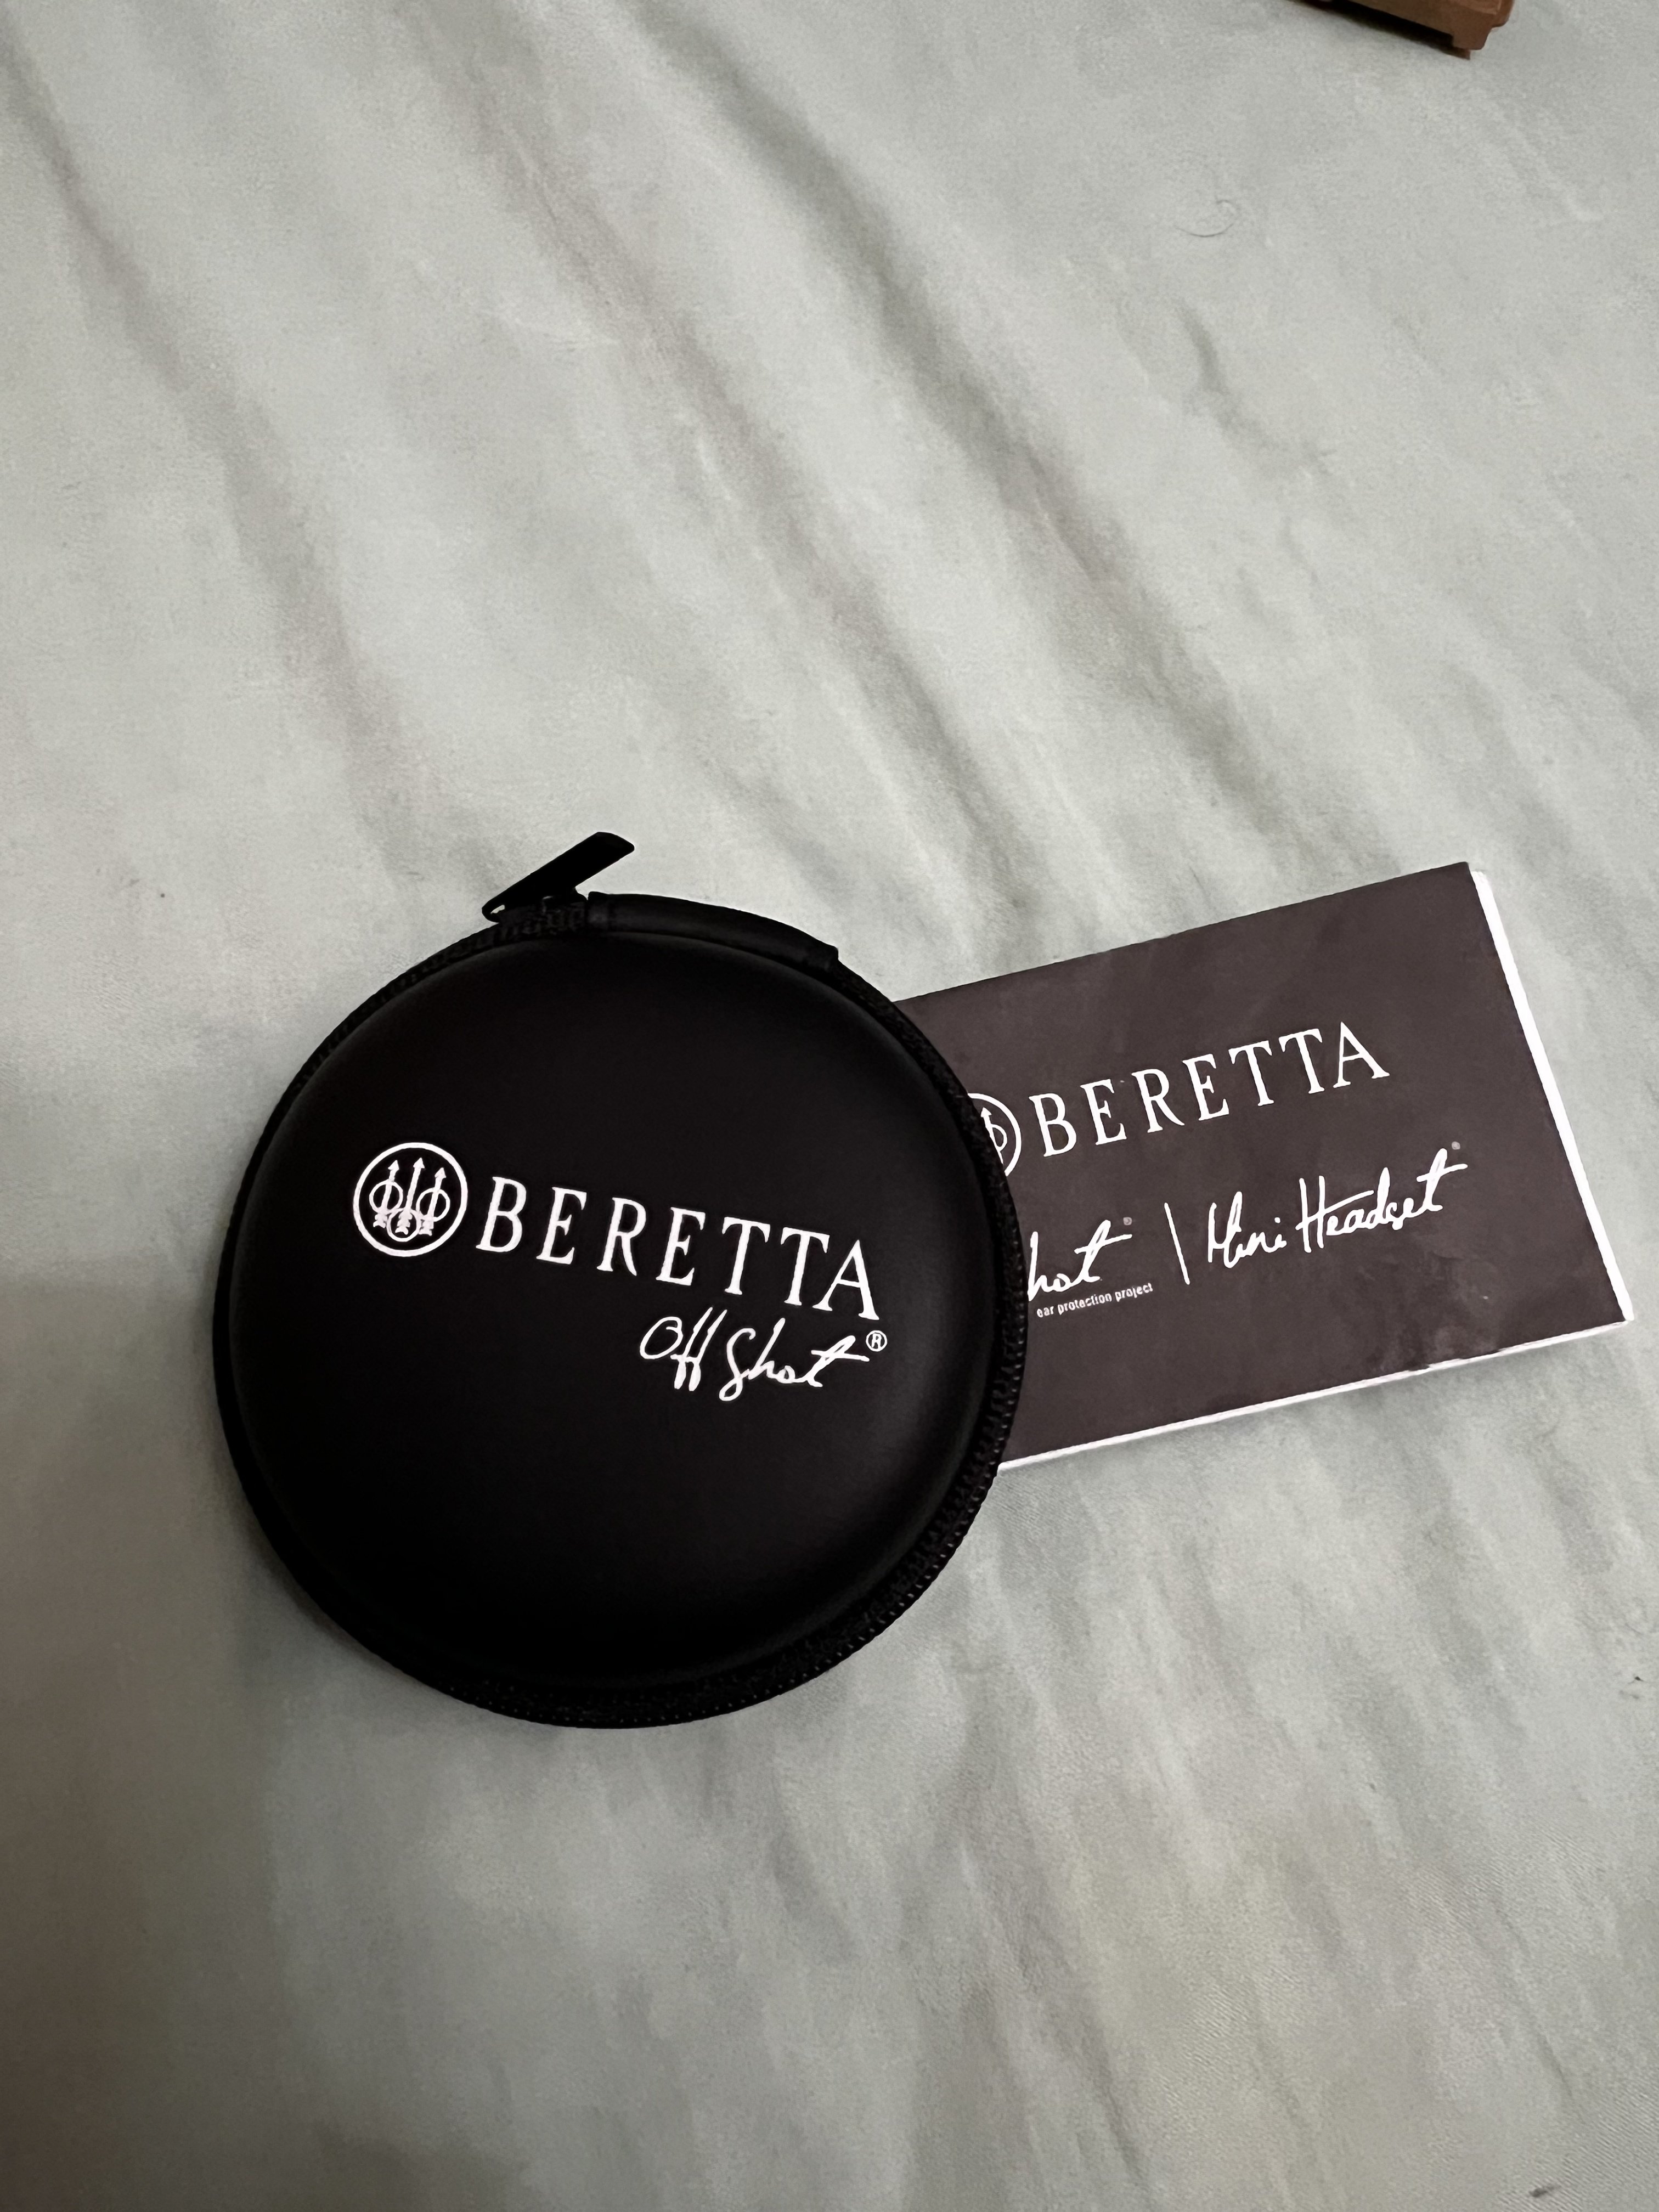 BERETTA
Off Shot®
BERETTA
hot® | Mini Headset®
ear protection project